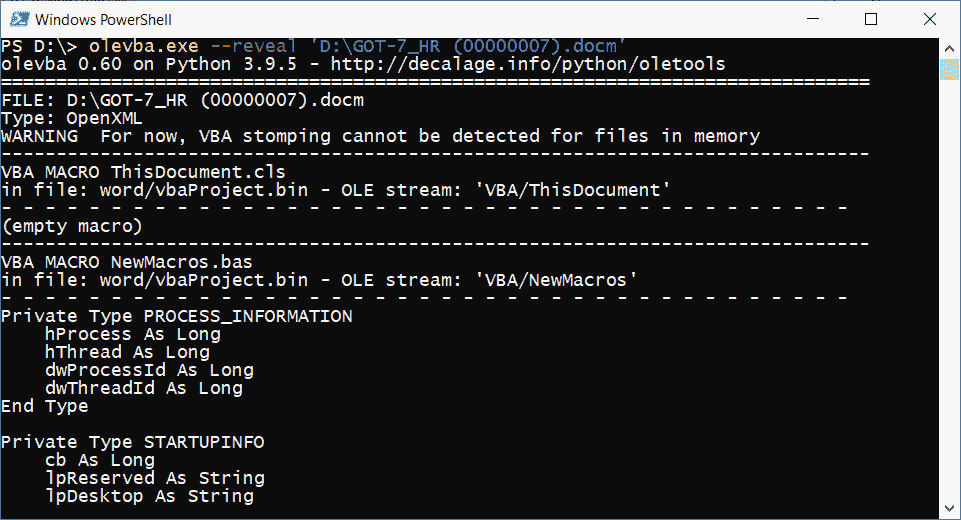 Windows PowerShell
PS D:\> olevba.exe --reveal 'D:\GOT-7_HR (00000007).docm'
olevba 0.60 on Python 3.9.5 - http://decalage.info/python/oletools
===============================================================================
FILE: D:\GOT-7_HR (00000007).docm
Type: OpenXML
WARNING  For now, VBA stomping cannot be detected for files in memory
-------------------------------------------------------------------------------
VBA MACRO ThisDocument.cls
in file: word/vbaProject.bin - OLE stream: 'VBA/ThisDocument'
- - - - - - - - - - - - - - - - - - - - - - - - - - - - - - - - - - - - - - -
(empty macro)
-------------------------------------------------------------------------------
VBA MACRO NewMacros.bas
in file: word/vbaProject.bin - OLE stream: 'VBA/NewMacros'
- - - - - - - - - - - - - - - - - - - - - - - - - - - - - - - - - - - - - - -
Private Type PROCESS_INFORMATION
    hProcess As Long
    hThread As Long
    dwProcessId As Long
    dwThreadId As Long
End Type

Private Type STARTUPINFO
    cb As Long
    lpReserved As String
    lpDesktop As String